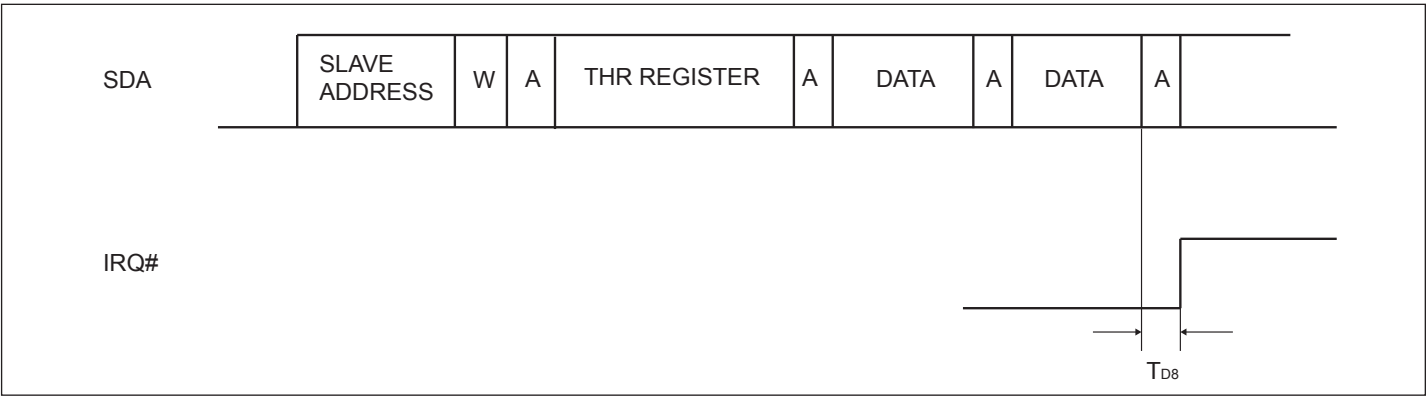 SDA
SLAVE
ADDRESS
W
A
THR REGISTER
A
DATA
A
DATA
A
IRQ#
TD8